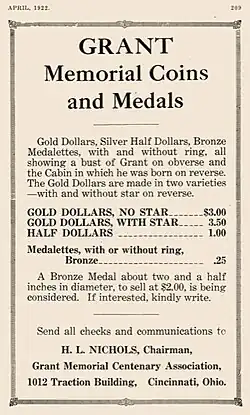 APRIL, 1922. 209
GRANT
Memorial Coins
and Medals
Gold Dollars, Silver Half Dollars, Bronze
Medalettes, with and without ring, all
showing a bust of Grant on obverse and
the Cabin in which he was born on reverse.
The Gold Dollars are made in two varieties
—with and without star on reverse.
GOLD DOLLARS, NO STAR-------$3.00
GOLD DOLLARS, WITH STAR---- 3.50
HALF DOLLARS ---------------- 1.00
Medalettes, with or without ring,
Bronze--------------------- .25
A Bronze Medal about two and a half
inches in diameter, to sell at $2.00, is being
considered. If interested, kindly write.
Send all checks and communications to
H. L. NICHOLS, Chairman,
Grant Memorial Centenary Association,
1012 Traction Building, Cincinnati, Ohio.